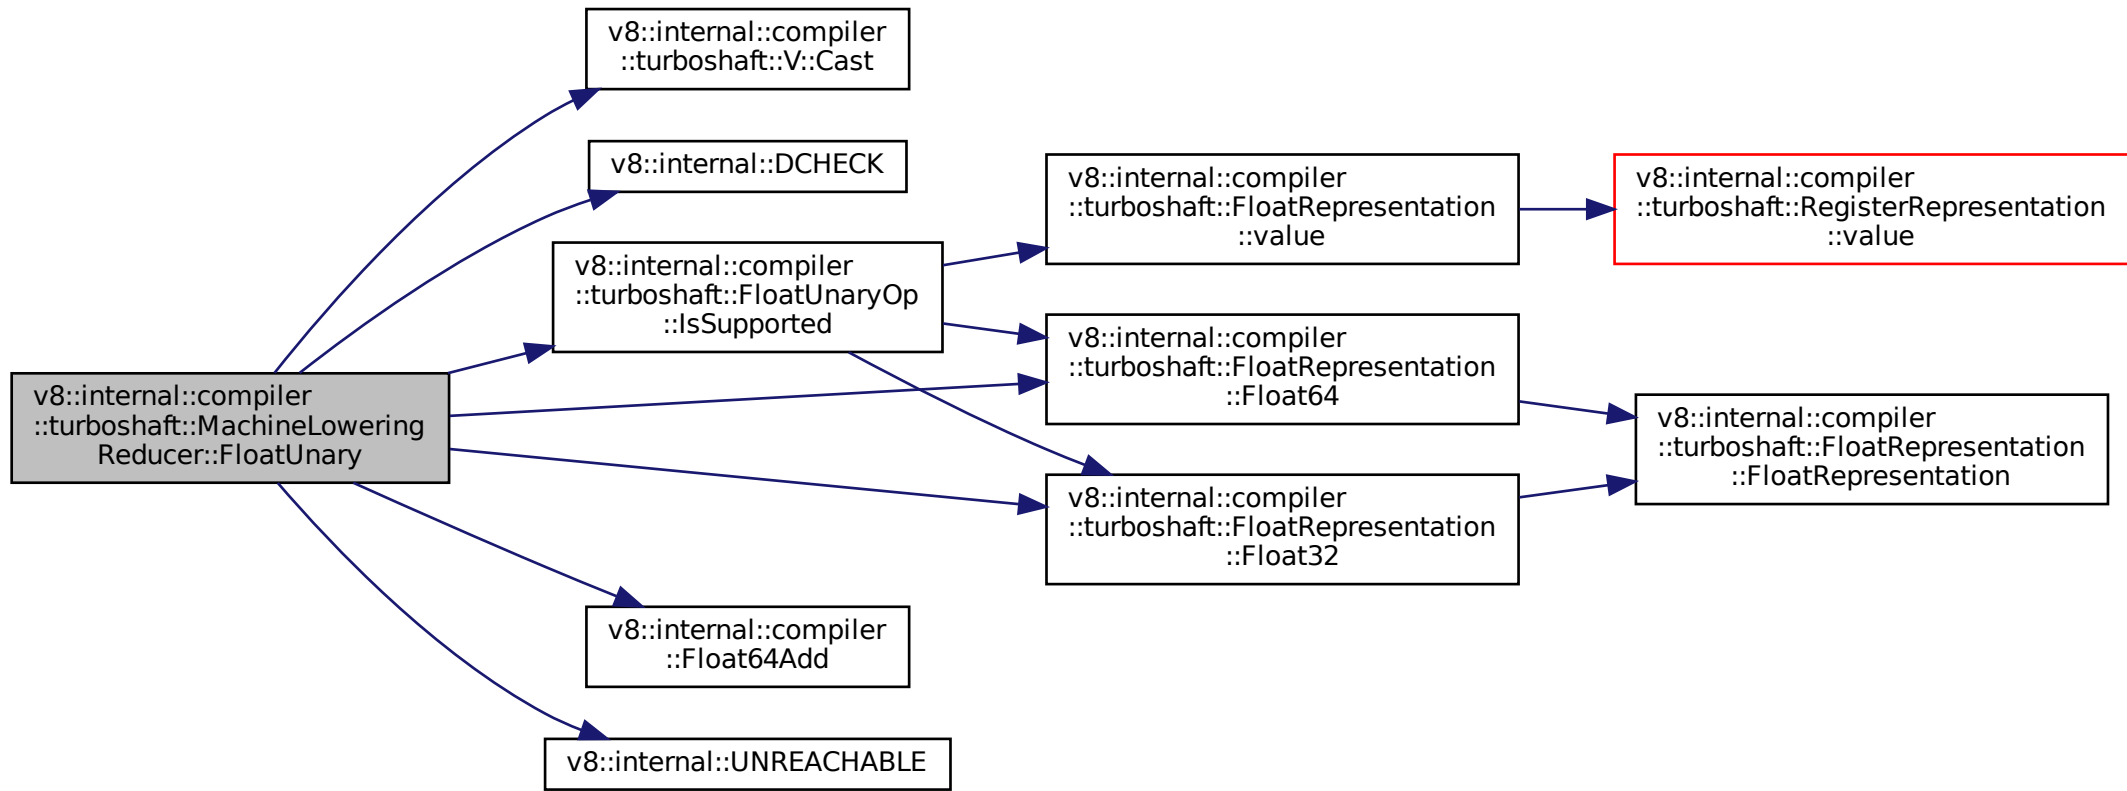 v8::internal::compiler
::turboshaft::V::Cast
v8::internal::DCHECK
v8::internal::compiler
::turboshaft::FloatUnaryOp
::IsSupported
v8::internal::compiler
::turboshaft::FloatRepresentation
::value
v8::internal::compiler
::turboshaft::RegisterRepresentation
::value
v8::internal::compiler
::turboshaft::FloatRepresentation
::Float64
v8::internal::compiler
::turboshaft::MachineLowering
Reducer::FloatUnary
v8::internal::compiler
::turboshaft::FloatRepresentation
::FloatRepresentation
v8::internal::compiler
::turboshaft::FloatRepresentation
::Float32
v8::internal::compiler
::Float64Add
v8::internal::UNREACHABLE